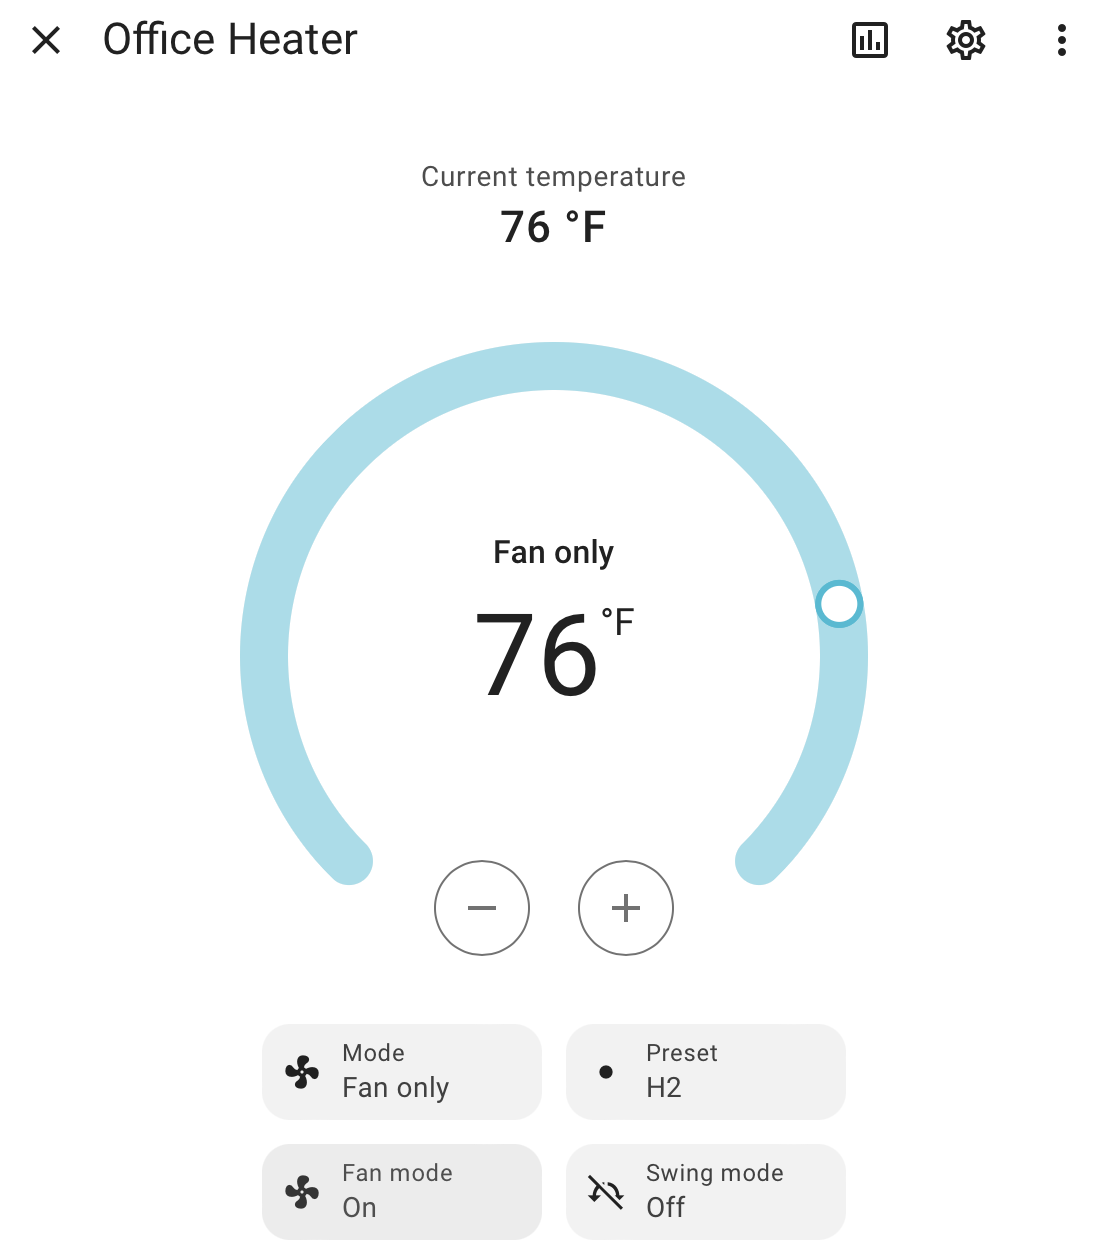 Office Heater
Current temperature
76 °F
Fan only
76 °F
Mode
Fan only
Preset
H2
Fan mode
On
Swing mode
Off